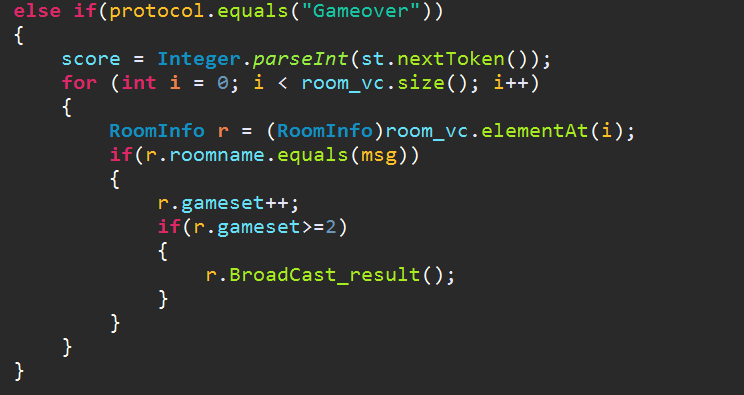 else if(protocol.equals("Gameover"))
{
    score = Integer.parseInt(st.nextToken());
    for (int i = 0; i < room_vc.size(); i++)
    {
        RoomInfo r = (RoomInfo)room_vc.elementAt(i);
        if(r.roomname.equals(msg))
        {
            r.gameset++;
            if(r.gameset>=2)
            {
                r.BroadCast_result();
            }
        }
    }
}